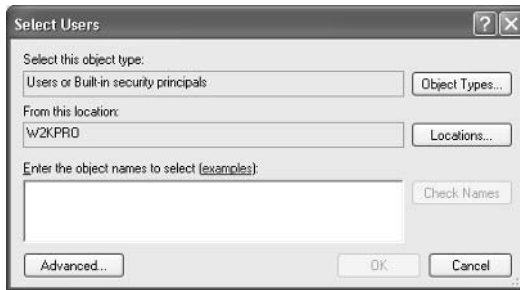 Select Users
Select this object type:
Users or Built-in security principals
Object Types...
From this location:
W2KPRO
Locations...
Enter the object names to select (examples):
Check Names
Advanced...
OK
Cancel